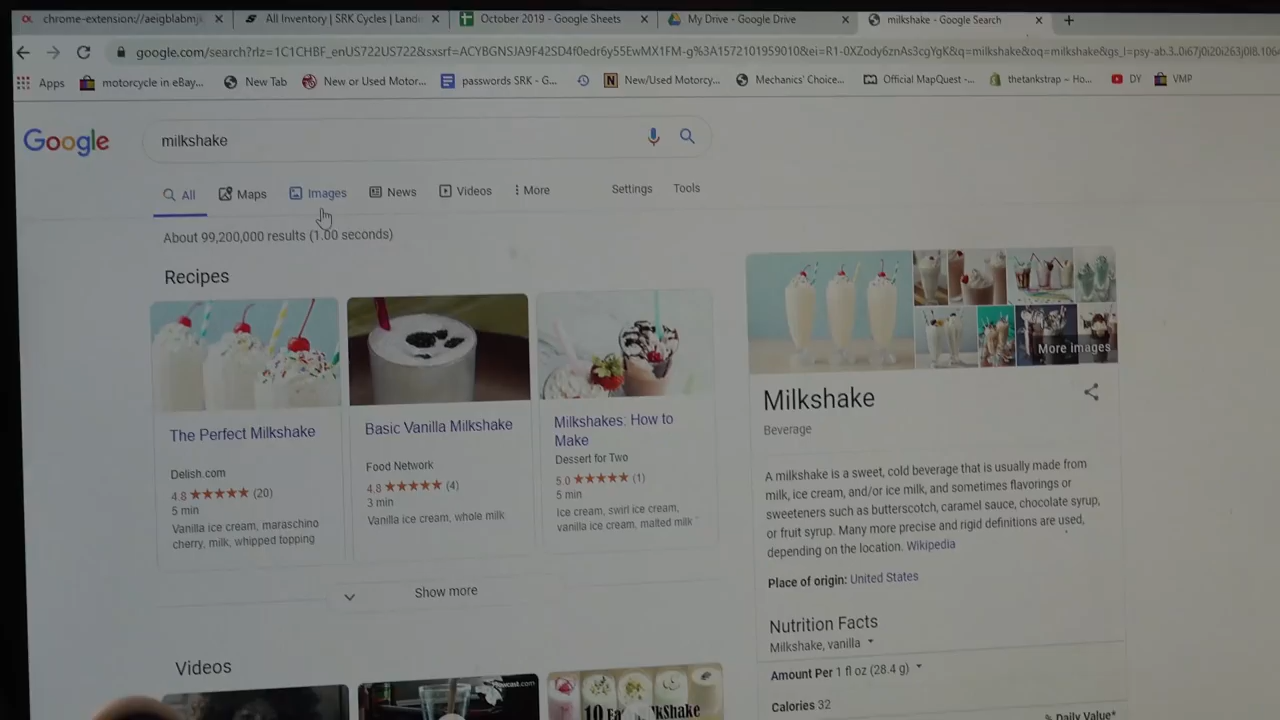 chrome-extension://aeigblabmjk
All Inventory | SRK Cycles | Land
October 2019 - Google Sheets
My Drive - Google Drive
milkshake - Google Search
motorcycle in eBay...
Apps
New Tab
New or Used Motor...
passwords SRK - G...
New/Used Motorcy...
Mechanics' Choice...
Official MapQuest -...
thetankstrap ~ Ho...
DY
VMP
Google
milkshake
All
Maps
Images
News
Videos
More
Settings
Tools
About 99,200,000 results (1.00 seconds)
Recipes
The Perfect Milkshake
Delish.com
4.8 ★★★★★ (20)
5 min
Vanilla ice cream, maraschino
cherry, milk, whipped topping
Basic Vanilla Milkshake
Food Network
4.8 ★★★★★ (4)
3 min
Vanilla ice cream, whole milk
Milkshakes: How to
Make
Dessert for Two
5.0 ★★★★★ (1)
5 min
Ice cream, swirl ice cream,
vanilla ice cream, malted milk
Show more
Videos
10 Ea MilkShake
More images
Milkshake
Beverage
A milkshake is a sweet, cold beverage that is usually made from
milk, ice cream, and/or ice milk, and sometimes flavorings or
sweeteners such as butterscotch, caramel sauce, chocolate syrup,
or fruit syrup. Many more precise and rigid definitions are used,
depending on the location. Wikipedia
Place of origin: United States
Nutrition Facts
Milkshake, vanilla
Amount Per 1 fl oz (28.4 g)
Calories 32
% Daily Value*